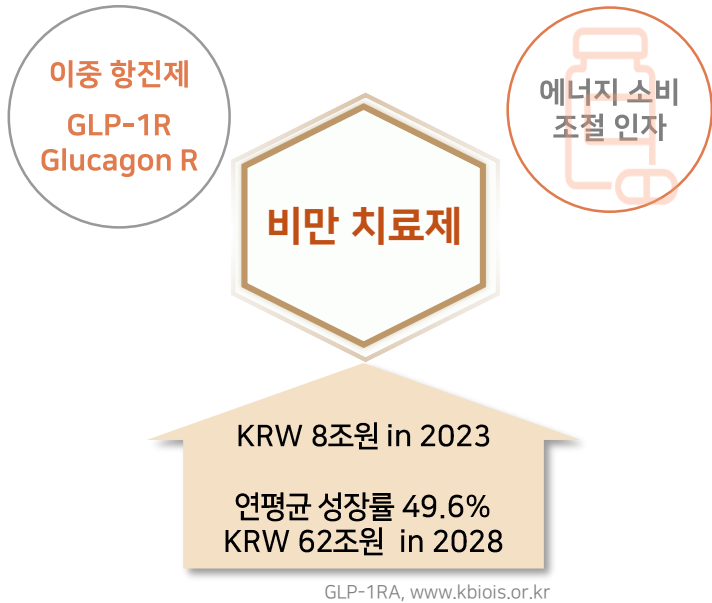 이중 항진제
GLP-1R
Glucagon R
에너지 소비
조절 인자
비만 치료제
KRW 8조원 in 2023
연평균 성장률 49.6%
KRW 62조원 in 2028
GLP-1RA, www.kbiois.or.kr